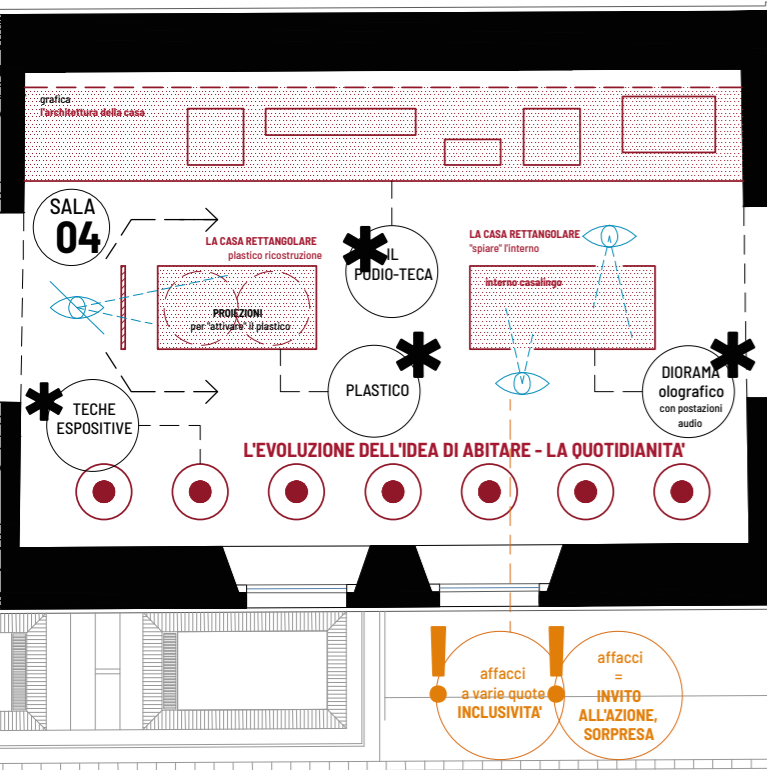 grafica
l'architettura della casa
SALA
04
LA CASA RETTANGOLARE
plastico ricostruzione
IL
PODIO-TECA
LA CASA RETTANGOLARE
"spiare" l'interno
interno casalingo
PROIEZIONI
per "attivare" il plastico
PLASTICO
DIORAMA
olografico
con postazioni
audio
TECHE
ESPOSITIVE
L'EVOLUZIONE DELL'IDEA DI ABITARE - LA QUOTIDIANITA'
affacci
a varie quote
INCLUSIVITA'
affacci
=
INVITO
ALL'AZIONE,
SORPRESA